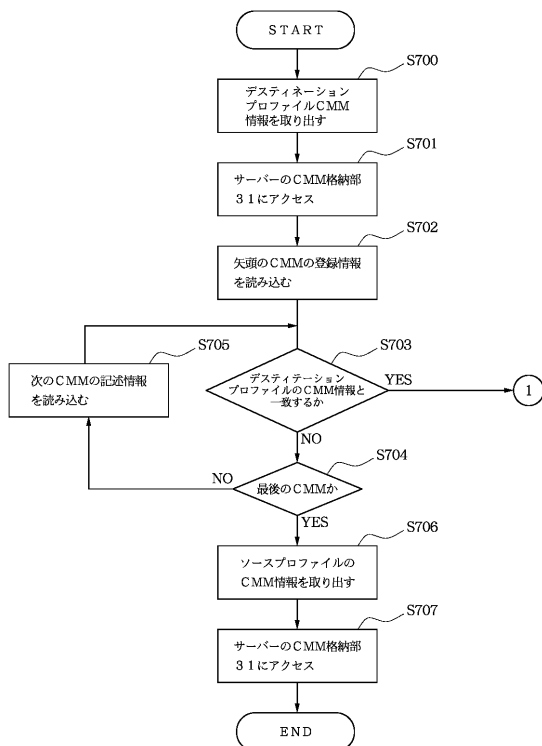 START
S700
デスティネーション
プロファイルCMM
情報を取り出す
S701
サーバーのCMM格納部
31にアクセス
S702
矢頭のCMMの登録情報
を読み込む
S705
次のCMMの記述情報
を読み込む
S703
デスティテーション
プロファイルのCMM情報と
一致するか
YES
1
NO
S704
最後のCMMか
NO
YES
S706
ソースプロファイルの
CMM情報を取り出す
S707
サーバーのCMM格納部
31にアクセス
END